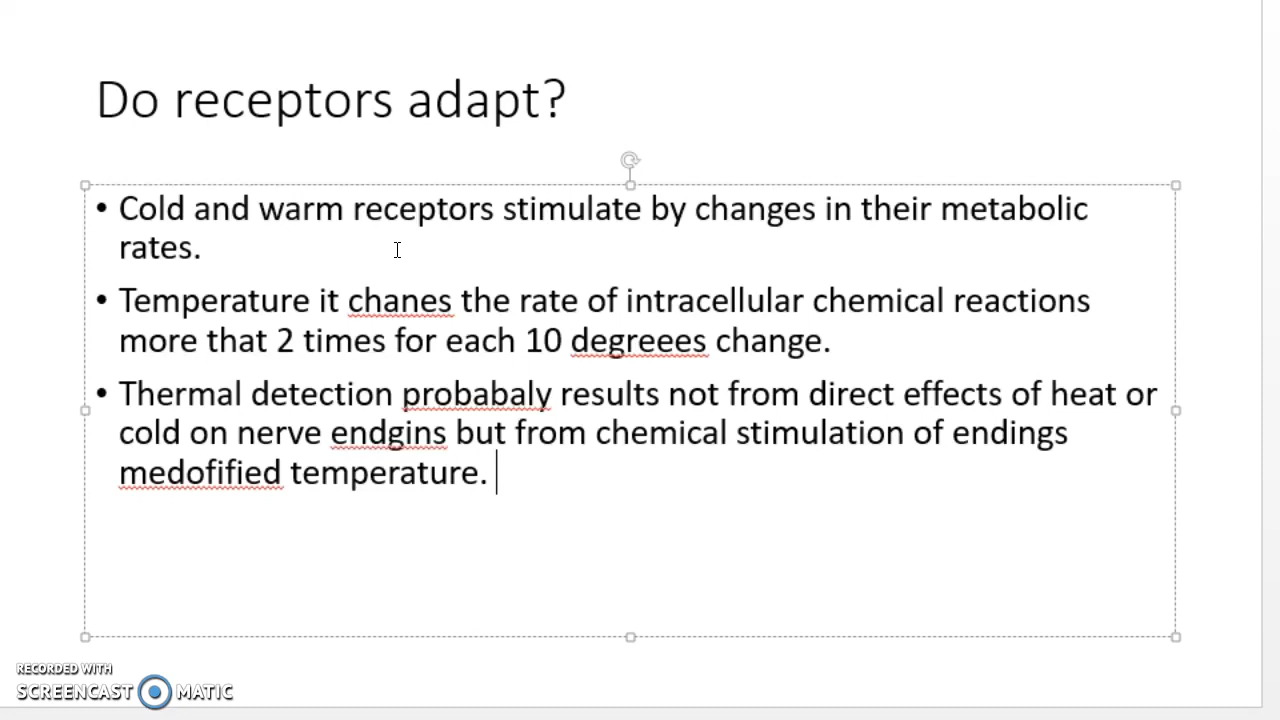 Do receptors adapt?
• Cold and warm receptors stimulate by changes in their metabolic
rates.
• Temperature it chanes the rate of intracellular chemical reactions
more that 2 times for each 10 degreees change.
• Thermal detection probabaly results not from direct effects of heat or
cold on nerve endgins but from chemical stimulation of endings
medofified temperature.
RECORDED WITH
SCREENCAST MATIC